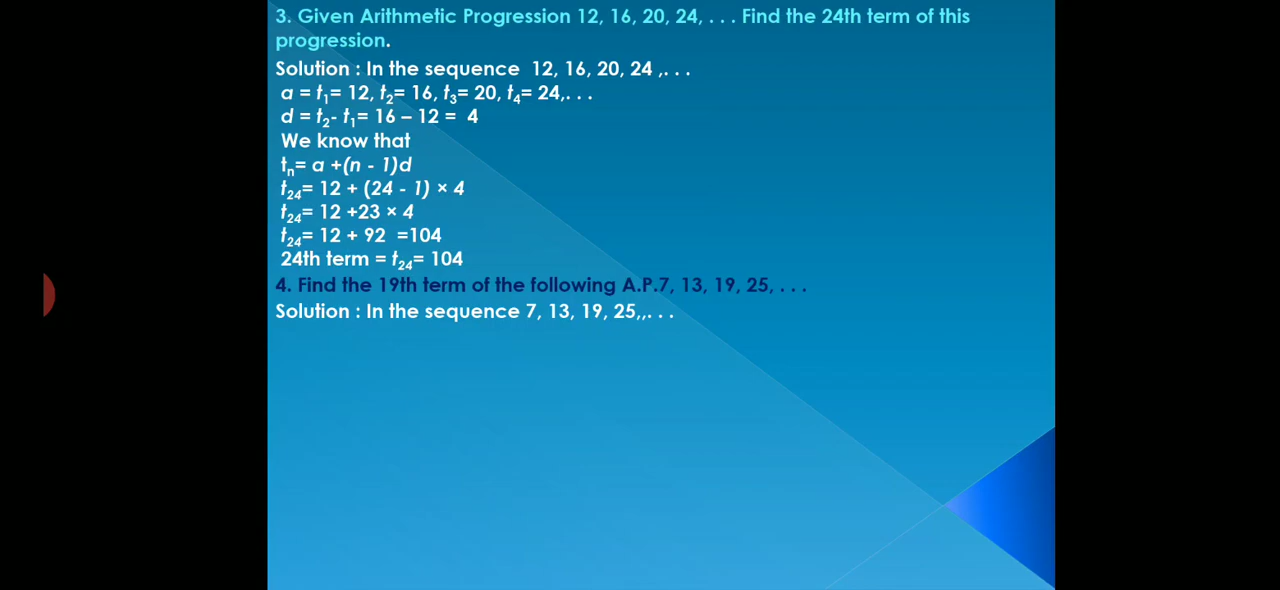 3. Given Arithmetic Progression 12, 16, 20, 24, . . . Find the 24th term of this
progression.
Solution : In the sequence 12, 16, 20, 24 ,. . .
a = t₁= 12, t₂= 16, t₃= 20, t₄= 24,. . .
d = t₂- t₁= 16 – 12 = 4
We know that
tₙ= a +(n - 1)d
t₂₄= 12 + (24 - 1) × 4
t₂₄= 12 +23 × 4
t₂₄= 12 + 92 =104
24th term = t₂₄= 104
4. Find the 19th term of the following A.P.7, 13, 19, 25, . . .
Solution : In the sequence 7, 13, 19, 25,,. . .